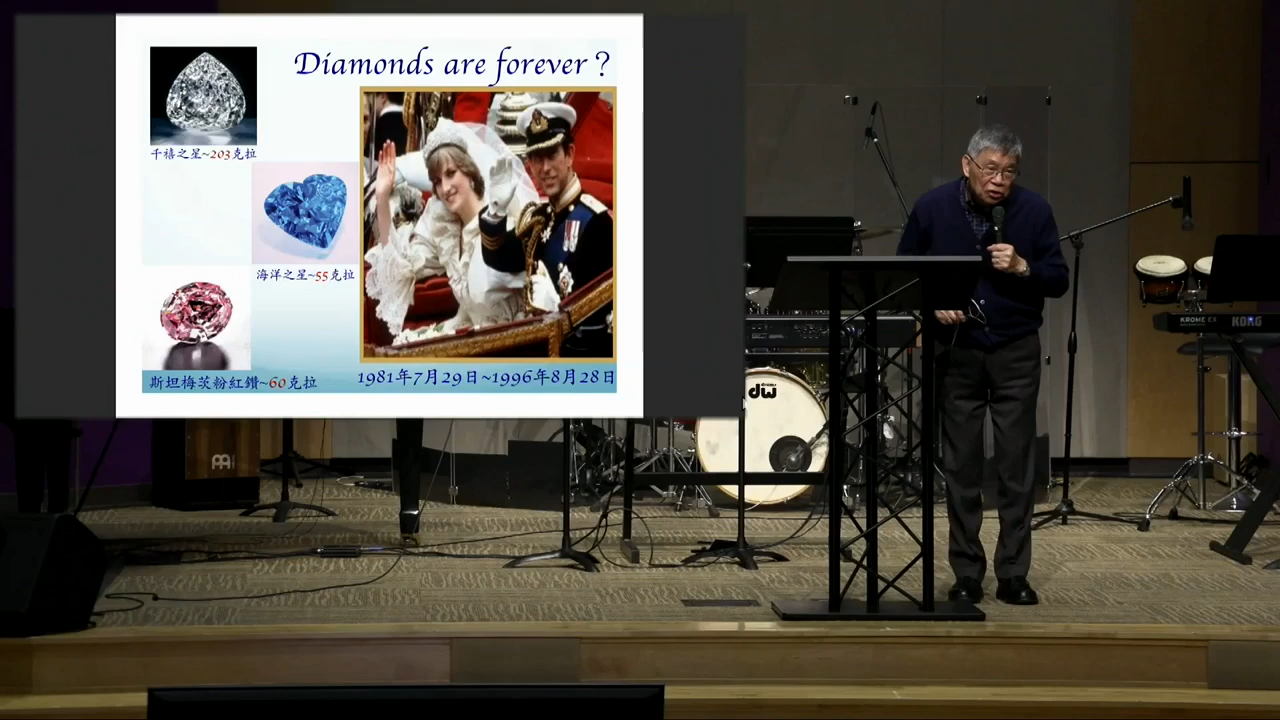 Diamonds are forever？
千禧之星~203克拉
海洋之星~55克拉
斯坦梅茨粉紅鑽~60克拉
1981年7月29日~1996年8月28日
dw
KROME EX
KORG